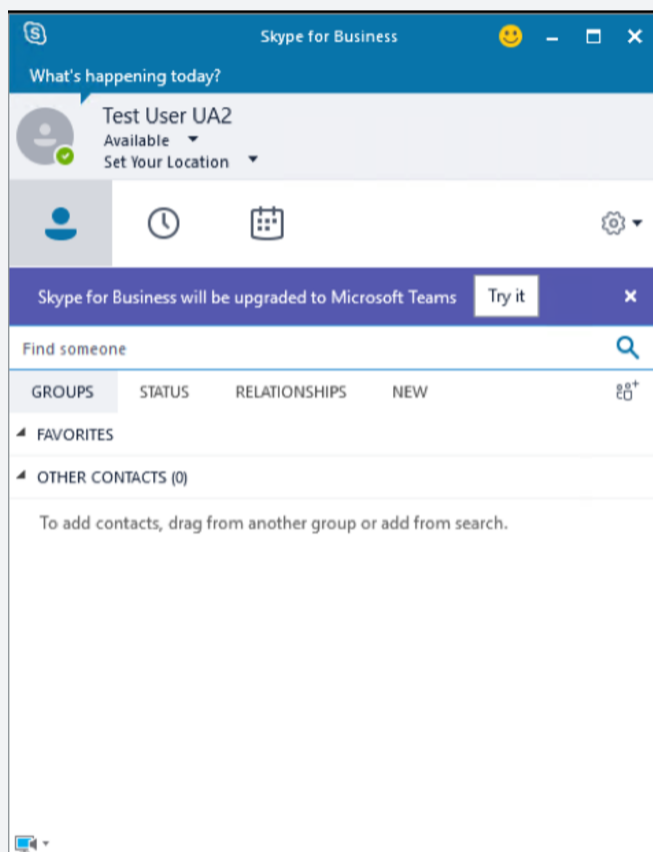 Skype for Business
What's happening today?
Test User UA2
Available
Set Your Location
Skype for Business will be upgraded to Microsoft Teams Try it
Find someone
GROUPS STATUS RELATIONSHIPS NEW
FAVORITES
OTHER CONTACTS (0)
To add contacts, drag from another group or add from search.